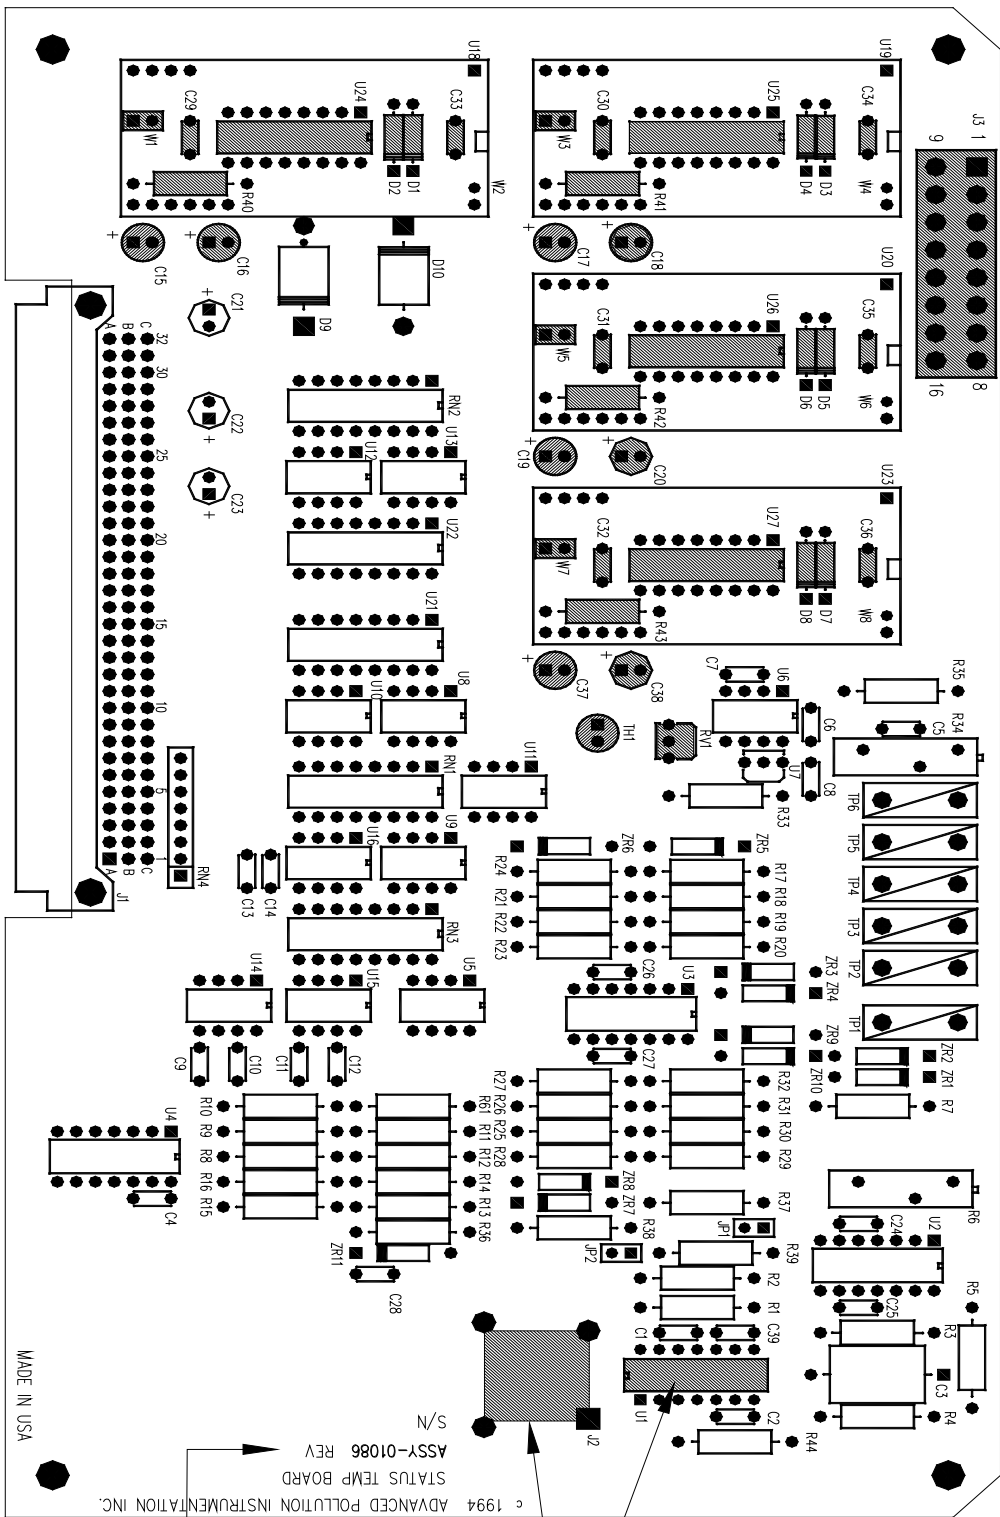 U18
U24
C33
C29
W1
D1
D2
W2
R40
U19
U25
C34
C30
W3
D3
D4
W4
R41
J3
1
9
8
16
+
C15
+
C16
+
C17
+
C18
D10
D9
+
C21
C22
+
C23
+
U20
U26
C35
C31
W5
D5
D6
W6
R42
+
C19
+
C20
U23
U27
C36
C32
W7
D7
D8
W8
R43
+
C37
+
C38
A
B
C
32
30
25
20
15
10
5
1
A
B
C
J1
RN4
RN2
U12
U13
U22
U21
U10
U8
RN1
U11
U16
U9
C13
C14
RN3
U14
U15
U5
C9
C10
C11
C12
TH1
RV1
C7
U6
C6
U7
C8
R33
R35
R34
C5
TP6
TP5
TP4
TP3
TP2
TP1
ZR6
ZR5
R24
R21
R22
R23
R17
R18
R19
R20
C26
U3
ZR3
ZR4
ZR9
ZR10
ZR2
ZR1
R7
C27
R27
R26
R25
R28
R32
R31
R30
R29
R10
R9
R8
R16
R15
R61
R11
R12
R14
R13
R36
U4
C4
ZR8
ZR7
R38
R37
JP1
JP2
ZR11
C28
R39
R2
R1
C1
C39
U1
C2
R44
R6
C24
U2
C25
R5
R3
C3
R4
J2
MADE IN USA
S/N
ASSY-01086 REV
STATUS TEMP BOARD
c 1994 ADVANCED POLLUTION INSTRUMENTATION INC.